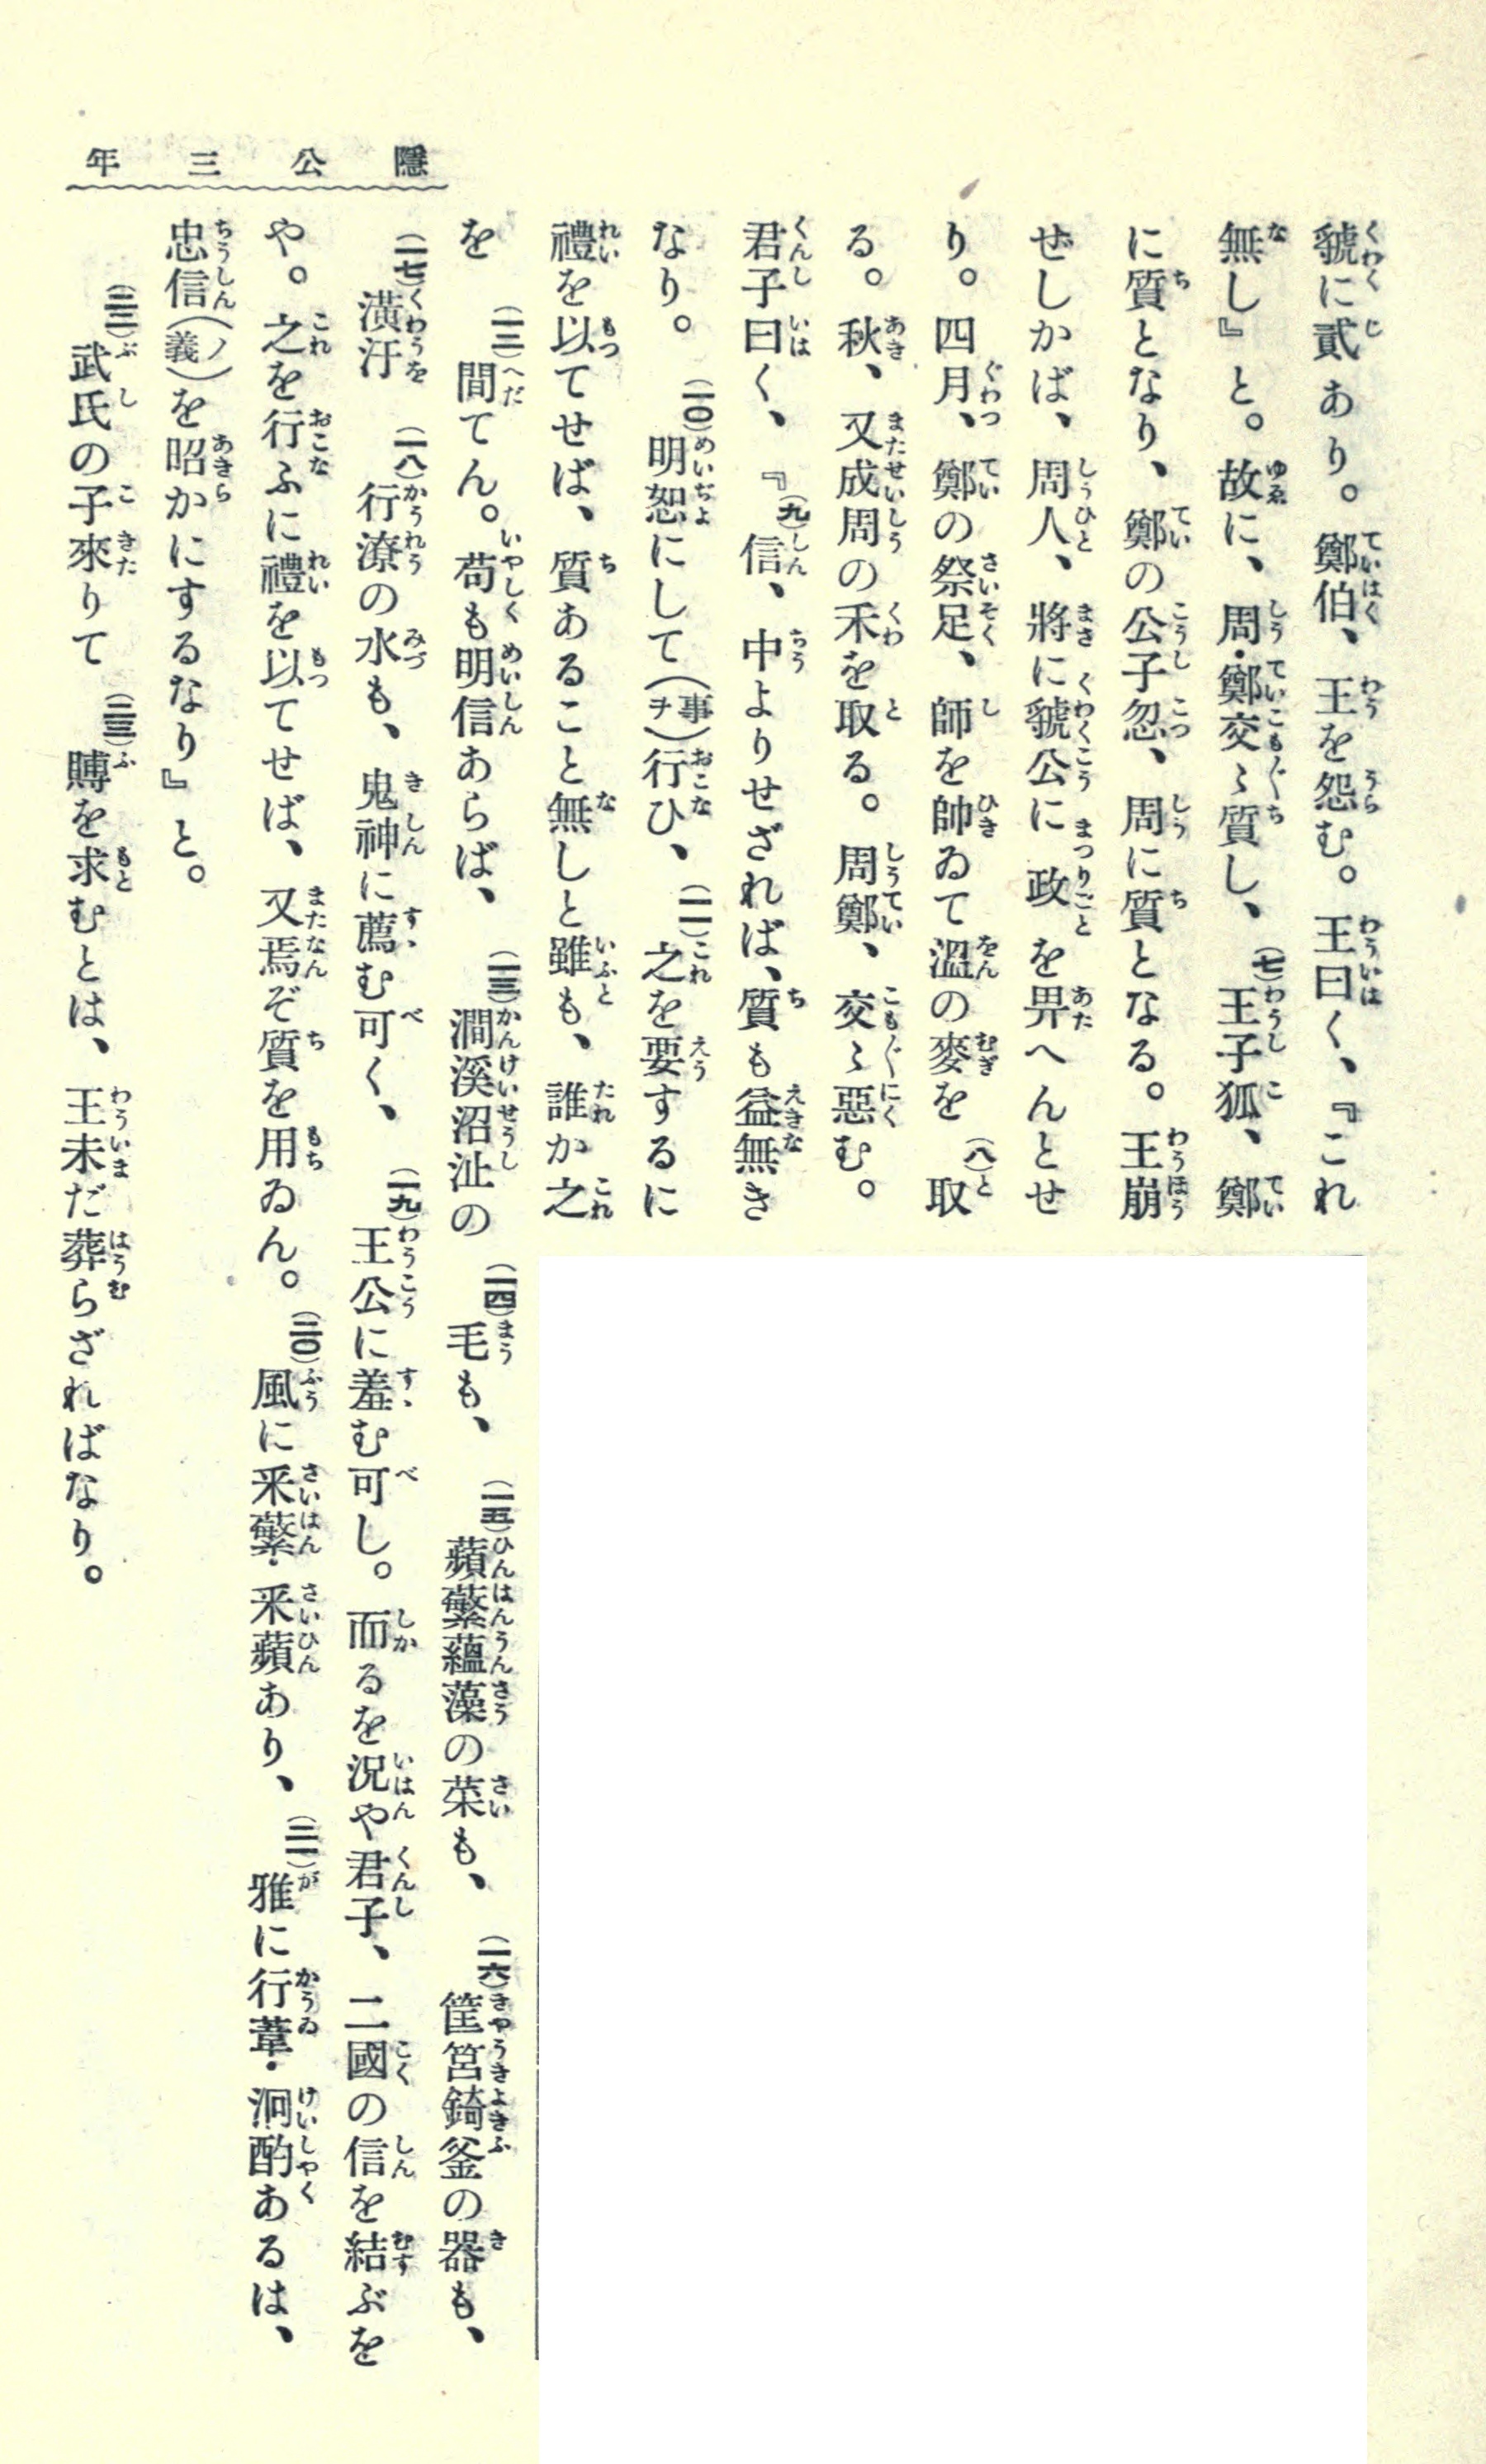 隱公三年
虢に貳あり。鄭伯、王を怨む。王曰く、『これ
無し』と。故に、周・鄭交〻質し、(七)王子狐、鄭
に質となり、鄭の公子忽、周に質となる。王崩
ぜしかば、周人、將に虢公に政を畀へんとせ
り。四月、鄭の祭足、師を帥ゐて溫の麥を(八)取
る。秋、又成周の禾を取る。周鄭、交〻惡む。
君子曰く、『(九)信、中よりせざれば、質も益無き
なり。(一〇)明恕にして(事ヲ)行ひ、(一一)之を要するに
禮を以てせば、質あること無しと雖も、誰か之
を(一二)間てん。苟も明信あらば、(一三)澗溪沼沚の(一四)毛も、(一五)蘋蘩薀藻の菜も、(一六)筐筥錡釜の器も、
(一七)潢汙(一八)行潦の水も、鬼神に薦む可く、(一九)王公に羞む可し。而るを況や君子、二國の信を結ぶを
や。之を行ふに禮を以てせば、又焉ぞ質を用ゐん。(二〇)風に采蘩・采蘋あり、(二一)雅に行葦・泂酌あるは、
忠信(ノ義)を昭かにするなり』と。
(二二)武氏の子來りて(二三)賻を求むとは、王未だ葬らざればなり。